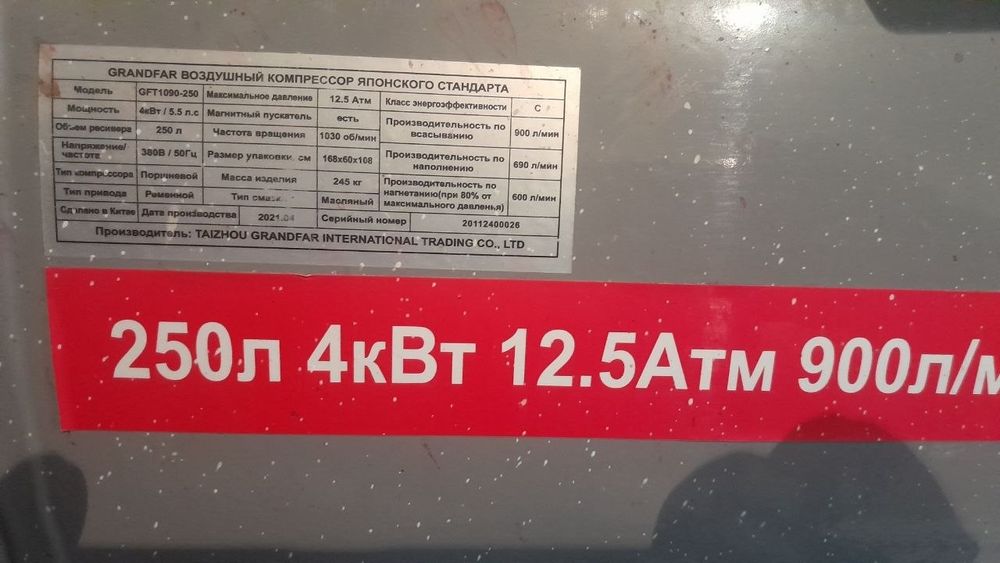 GRANDFAR ВОЗДУШНЫЙ КОМПРЕССОР ЯПОНСКОГО СТАНДАРТА
Модель GFT1090-250 Максимальное давление 12.5 Атм Класс энергоэффективности C
Мощность 4кВт / 5.5 л.с Магнитный пускатель есть Производительность по всасыванию 900 л/мин
Объем ресивера 250 л Частота вращения 1030 об/мин
Напряжение/частота 380В / 50Гц Размер упаковки. см 168x60x108 Производительность по наполнению 690 л/мин
Тип компрессора Поршневой Масса изделия 245 кг Производительность по нагнетанию(при 80% от максимального давленья) 600 л/мин
Тип привода Ременной Тип Масляный
Сделано в Китае Дата производства 2021.04 Серийный номер 20112400026
Производитель: TAIZHOU GRANDFAR INTERNATIONAL TRADING CO., LTD
250л 4кВт 12.5Атм 900л/м